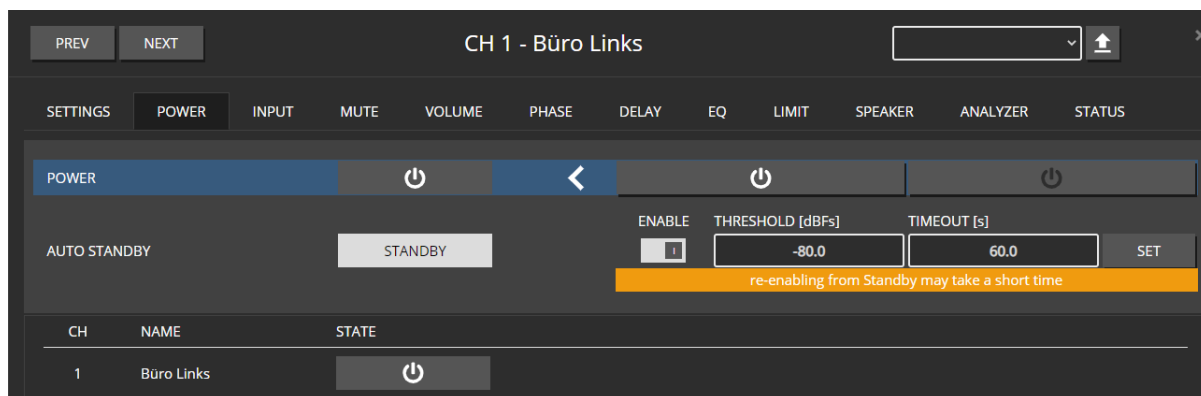 PREV NEXT CH 1 - Büro Links
SETTINGS POWER INPUT MUTE VOLUME PHASE DELAY EQ LIMIT SPEAKER ANALYZER STATUS
POWER
ENABLE THRESHOLD [dBFs] TIMEOUT [s]
AUTO STANDBY STANDBY I -80.0 60.0 SET
re-enabling from Standby may take a short time
CH NAME STATE
1 Büro Links